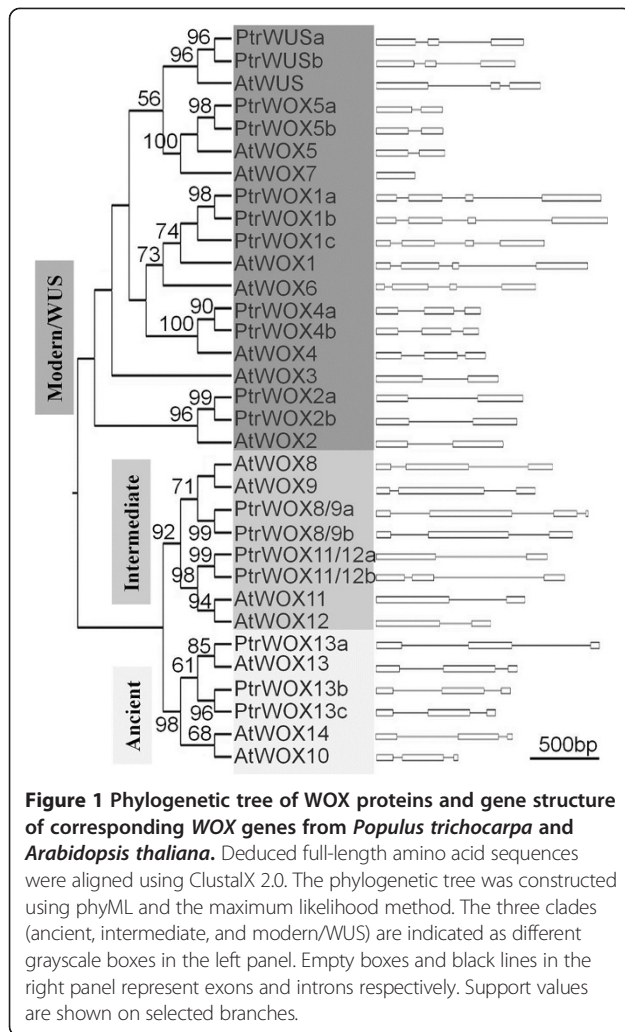 96
PtrWUSa
96
PtrWUSb
AtWUS
56
98
PtrWOX5a
PtrWOX5b
100
AtWOX5
AtWOX7
98
PtrWOX1a
PtrWOX1b
74
PtrWOX1c
73
AtWOX1
AtWOX6
90
PtrWOX4a
PtrWOX4b
100
AtWOX4
AtWOX3
99
PtrWOX2a
PtrWOX2b
96
AtWOX2
AtWOX8
71
AtWOX9
PtrWOX8/9a
92
99
PtrWOX8/9b
99
PtrWOX11/12a
98
PtrWOX11/12b
94
AtWOX11
AtWOX12
85
PtrWOX13a
61
AtWOX13
PtrWOX13b
96
PtrWOX13c
98
68
AtWOX14
AtWOX10
Modern/WUS
Intermediate
Ancient
500bp
Figure 1 Phylogenetic tree of WOX proteins and gene structure
of corresponding WOX genes from Populus trichocarpa and
Arabidopsis thaliana. Deduced full-length amino acid sequences
were aligned using ClustalX 2.0. The phylogenetic tree was constructed
using phyML and the maximum likelihood method. The three clades
(ancient, intermediate, and modern/WUS) are indicated as different
grayscale boxes in the left panel. Empty boxes and black lines in the
right panel represent exons and introns respectively. Support values
are shown on selected branches.